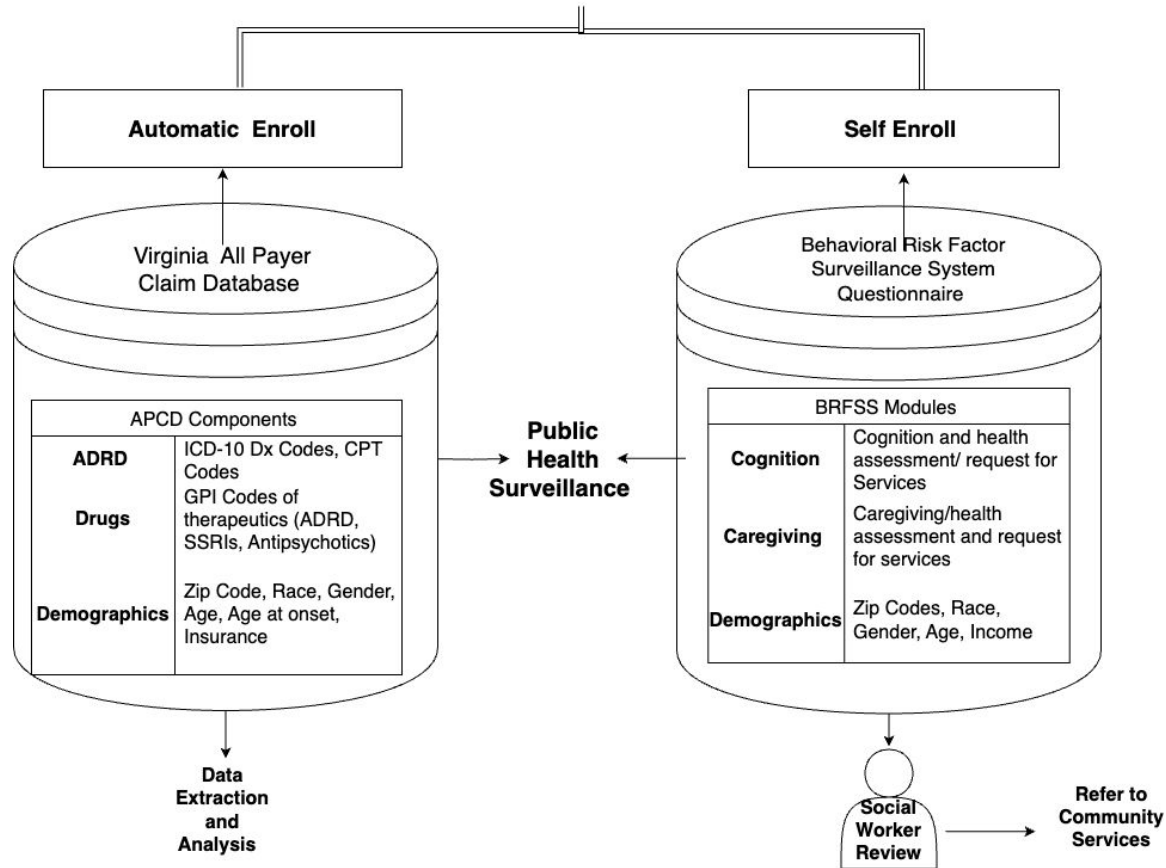 Automatic Enroll
Self Enroll
Virginia All Payer
Claim Database
Behavioral Risk Factor
Surveillance System
Questionnaire
APCD Components
ADRD
ICD-10 Dx Codes, CPT
Codes
Drugs
GPI Codes of
therapeutics (ADRD,
SSRIs, Antipsychotics)
Demographics
Zip Code, Race, Gender,
Age, Age at onset,
Insurance
Public
Health
Surveillance
BRFSS Modules
Cognition
Cognition and health
assessment/ request for
Services
Caregiving
Caregiving/health
assessment and request
for services
Demographics
Zip Codes, Race,
Gender, Age, Income
Data
Extraction
and
Analysis
Social
Worker
Review
Refer to
Community
Services